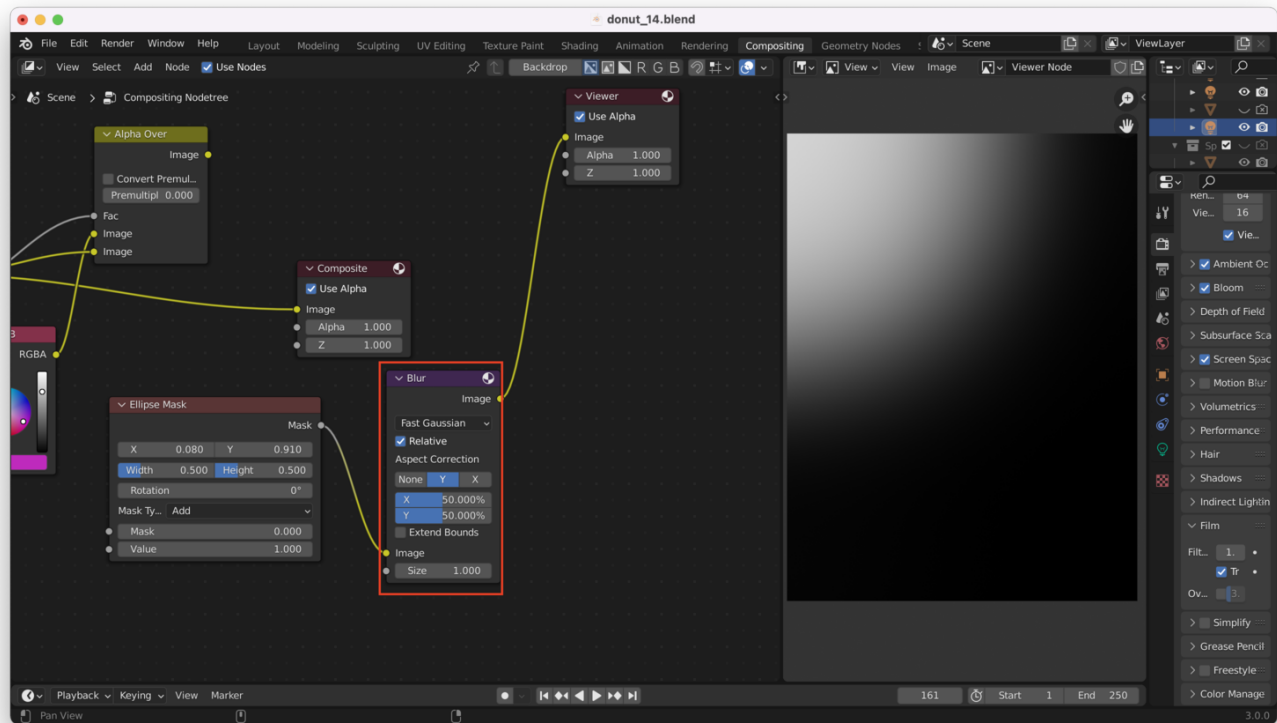 donut_14.blend
File Edit Render Window Help Layout Modeling Sculpting UV Editing Texture Paint Shading Animation Rendering Compositing Geometry Nodes Scene ViewLayer
View Select Add Node Use Nodes Backdrop R G B View View Image Viewer Node
Scene > Compositing Nodetree
Alpha Over
Image
Convert Premul...
Premultipl 0.000
Fac
Image
Image
Viewer
Use Alpha
Image
Alpha 1.000
Z 1.000
Composite
Use Alpha
Image
Alpha 1.000
Z 1.000
RGBA
Ellipse Mask
Mask
X 0.080 Y 0.910
Width 0.500 Height 0.500
Rotation 0°
Mask Ty... Add
Mask 0.000
Value 1.000
Blur
Image
Fast Gaussian
Relative
Aspect Correction
None Y X
X 50.000%
Y 50.000%
Extend Bounds
Image
Size 1.000
Sp
Ren... 64
Vie... 16
Vie...
Ambient Oc
Bloom
Depth of Field
Subsurface Sca
Screen Spac
Motion Blur
Volumetrics
Performance
Hair
Shadows
Indirect Lightin
Film
Filt... 1.
Tr
Ov... 3.
Simplify
Grease Pencil
Freestyle
Color Manage
Playback Keying View Marker 161 Start 1 End 250
Pan View 3.0.0